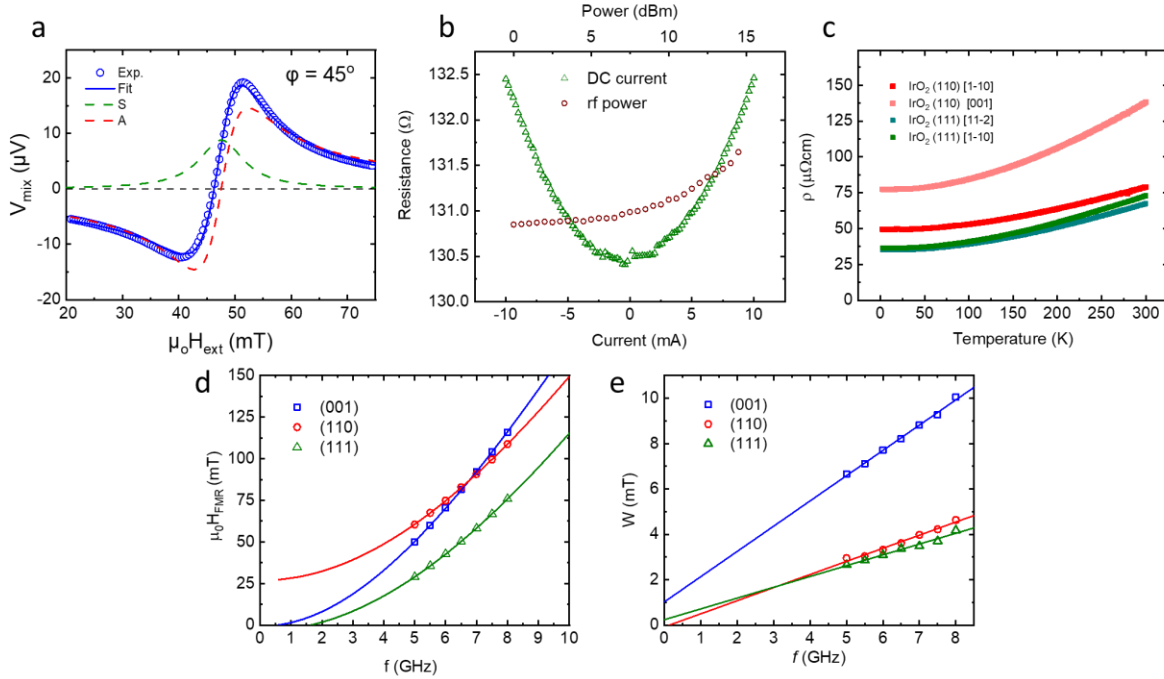 a
φ = 45°
Exp.
Fit
S
A
20
10
0
-10
-20
V_mix (μV)
20 30 40 50 60 70
μ_oH_ext (mT)
b
Power (dBm)
0 5 10 15
DC current
rf power
132.5
132.0
131.5
131.0
130.5
130.0
Resistance (Ω)
-10 -5 0 5 10
Current (mA)
c
IrO₂ (110) [1-10]
IrO₂ (110) [001]
IrO₂ (111) [11-2]
IrO₂ (111) [1-10]
150
125
100
75
50
25
0
ρ (μΩcm)
0 50 100 150 200 250 300
Temperature (K)
d
(001)
(110)
(111)
150
125
100
75
50
25
0
μ₀H_FMR (mT)
0 1 2 3 4 5 6 7 8 9 10
f (GHz)
e
(001)
(110)
(111)
10
8
6
4
2
0
W (mT)
0 1 2 3 4 5 6 7 8
f (GHz)